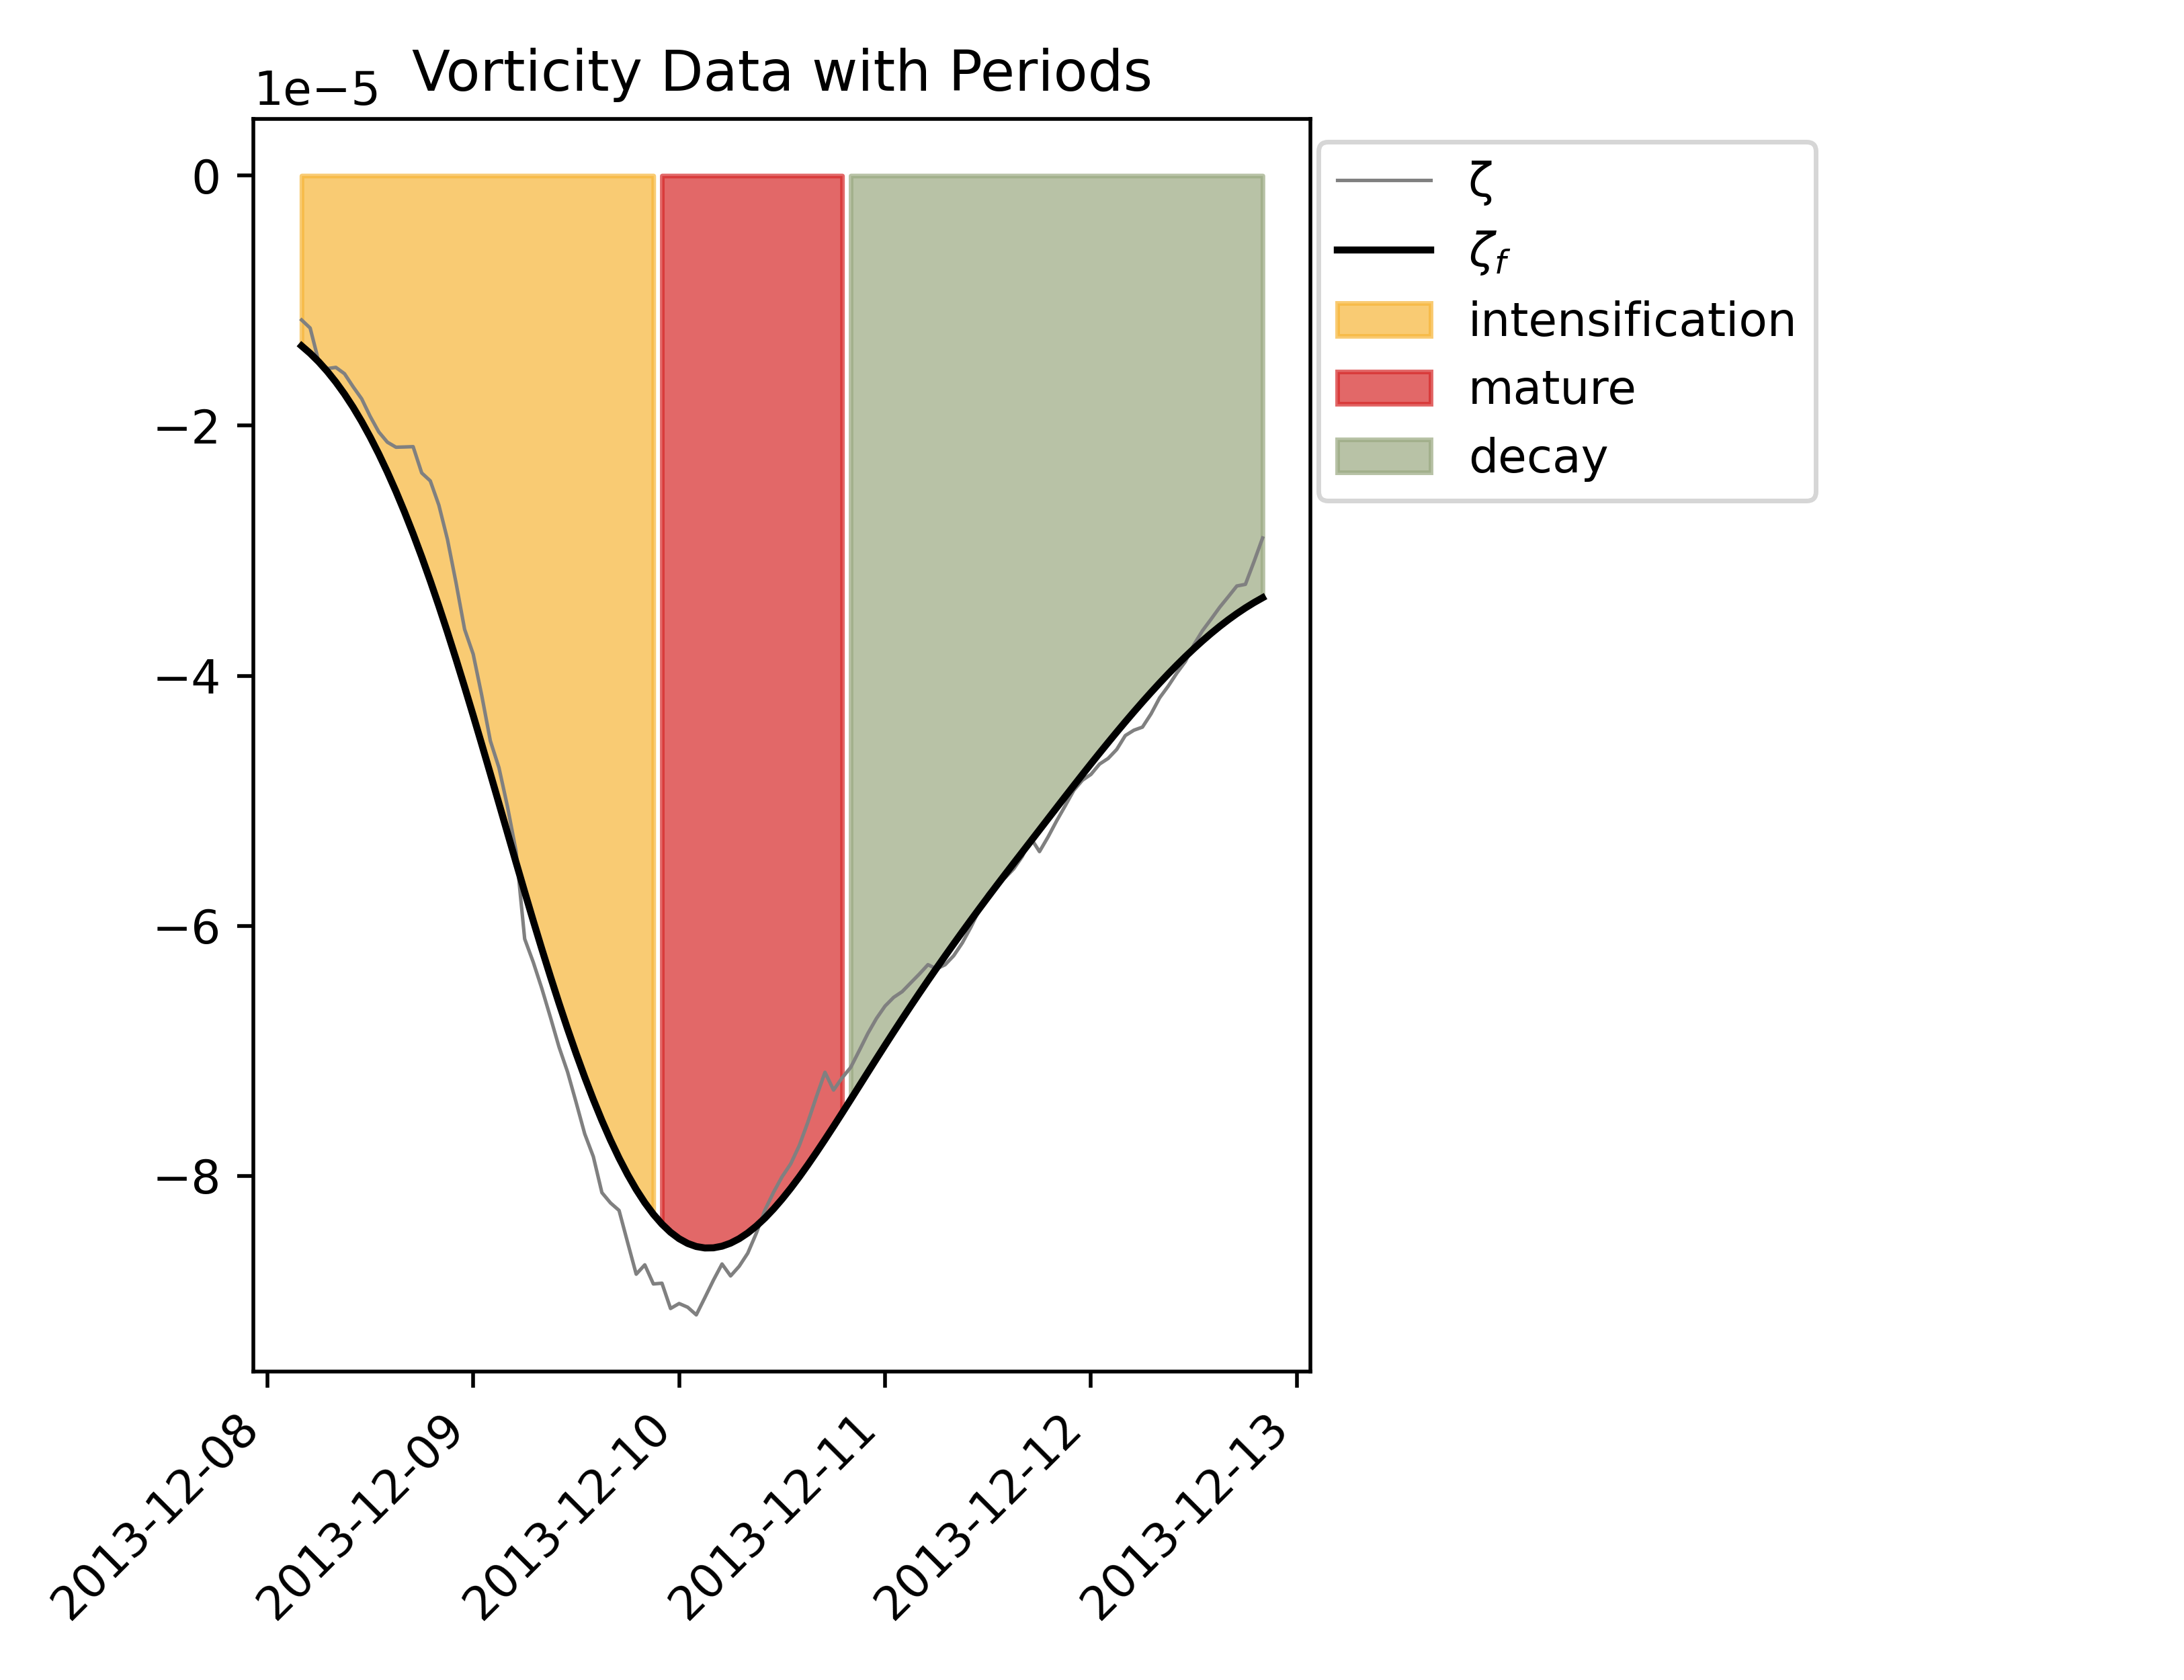 Vorticity Data with Periods
1e−5
0
−2
−4
−6
−8
2013-12-08
2013-12-09
2013-12-10
2013-12-11
2013-12-12
2013-12-13
ζ
ζf
intensification
mature
decay